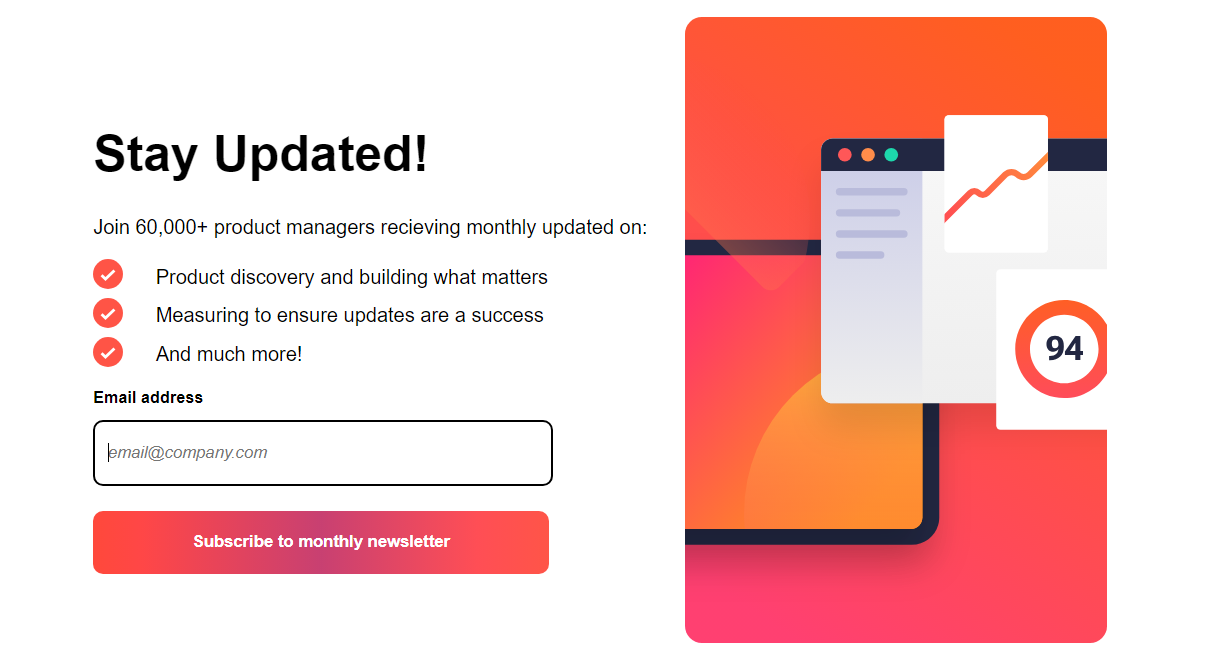 Stay Updated!
Join 60,000+ product managers recieving monthly updated on:
Product discovery and building what matters
Measuring to ensure updates are a success
And much more!
Email address
email@company.com
Subscribe to monthly newsletter
94